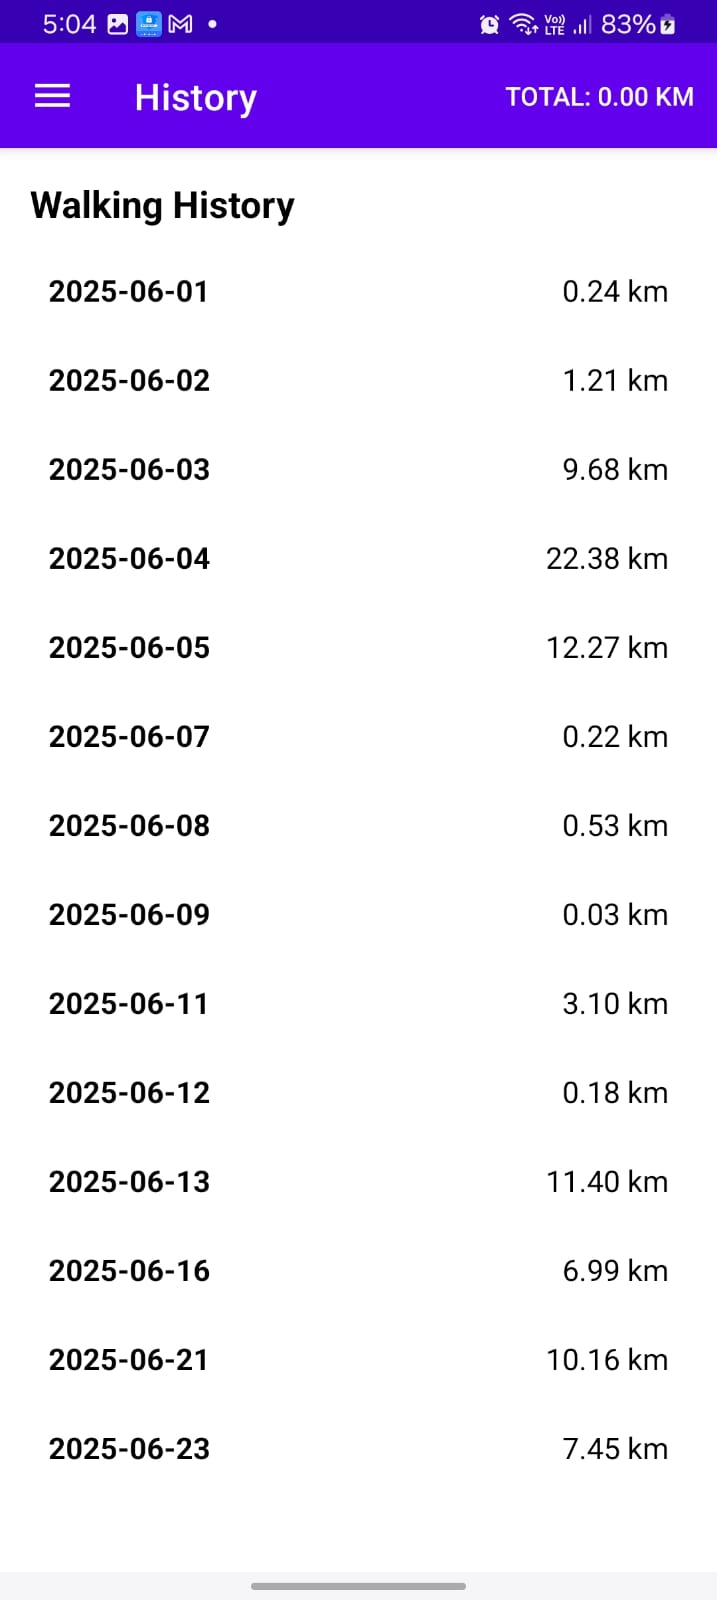 5:04 83%
History TOTAL: 0.00 KM
Walking History
2025-06-01 0.24 km
2025-06-02 1.21 km
2025-06-03 9.68 km
2025-06-04 22.38 km
2025-06-05 12.27 km
2025-06-07 0.22 km
2025-06-08 0.53 km
2025-06-09 0.03 km
2025-06-11 3.10 km
2025-06-12 0.18 km
2025-06-13 11.40 km
2025-06-16 6.99 km
2025-06-21 10.16 km
2025-06-23 7.45 km